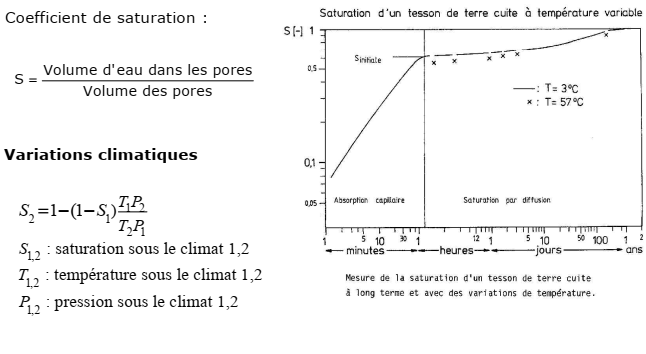 Coefficient de saturation :
S = Volume d'eau dans les pores
Volume des pores
Variations climatiques
S₂=1−(1−S₁)T₁P₂
T₂P₁
S₁,₂ : saturation sous le climat 1,2
T₁,₂ : température sous le climat 1,2
P₁,₂ : pression sous le climat 1,2
Saturation d'un tesson de terre cuite à température variable
S[-] 1
Sinitiale
0,5
0,1
0,05
—: T= 3°C
×: T= 57°C
Absorption capillaire
Saturation par diffusion
1 5 10 30 1 5 12 1 5 10 50 100 1 2
minutes heures jours ans
Mesure de la saturation d'un tesson de terre cuite
à long terme et avec des variations de température.